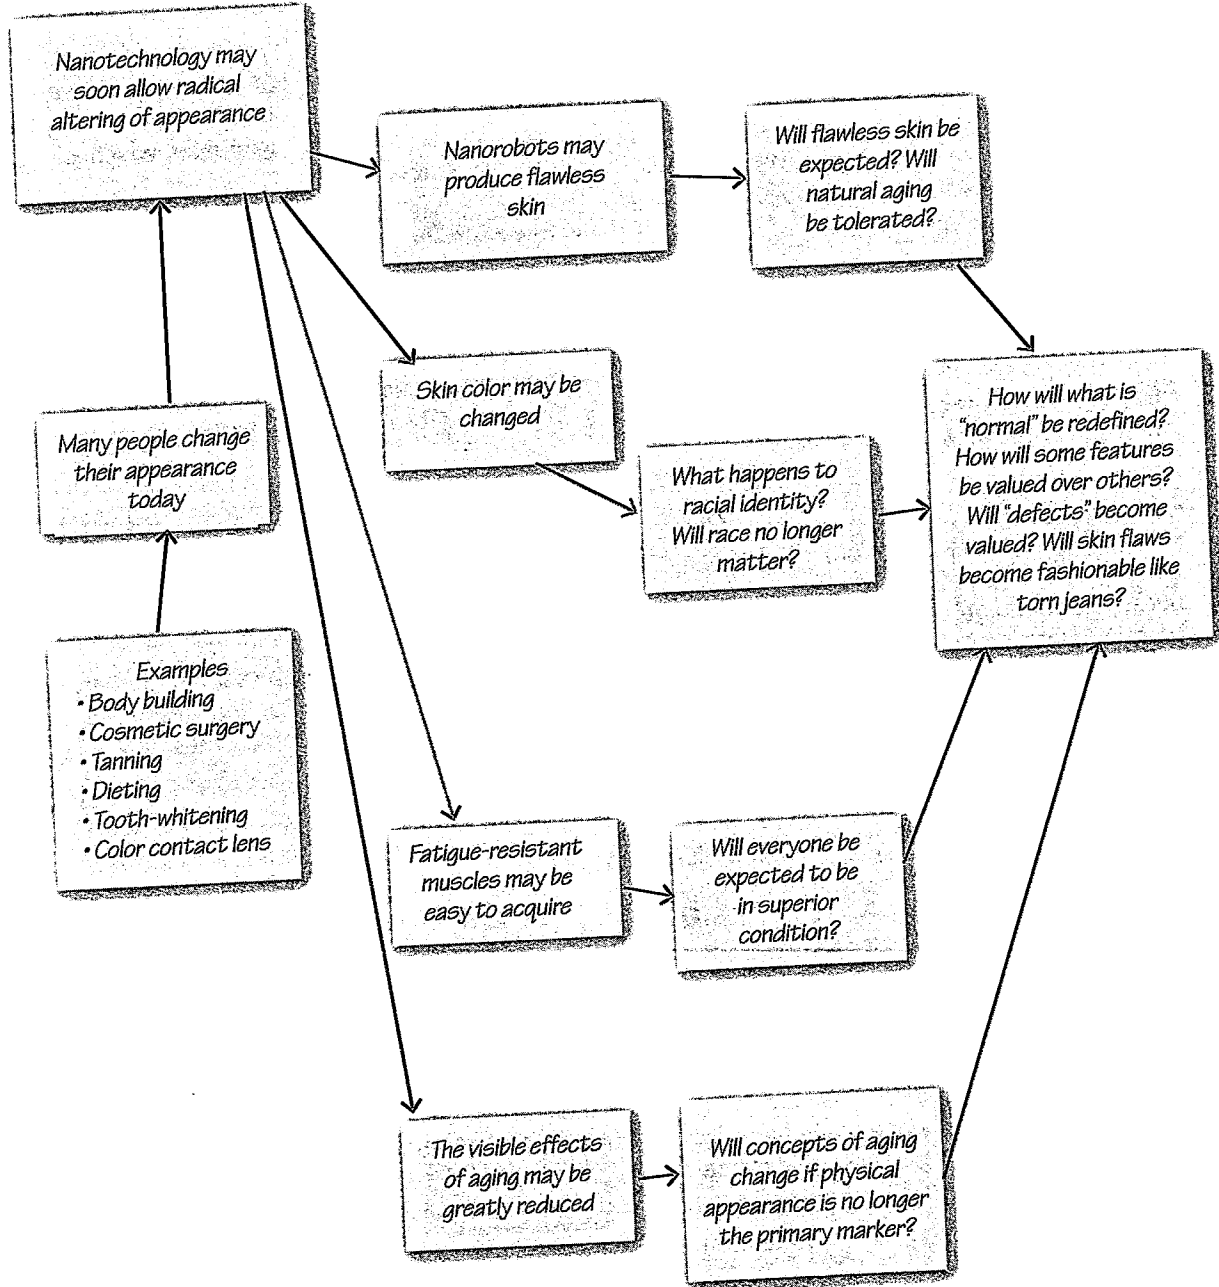 Nanotechnology may
soon allow radical
altering of appearance
Nanorobots may
produce flawless
skin
Will flawless skin be
expected? Will
natural aging
be tolerated?
Skin color may be
changed
What happens to
racial identity?
Will race no longer
matter?
How will what is
“normal” be redefined?
How will some features
be valued over others?
Will “defects” become
valued? Will skin flaws
become fashionable like
torn jeans?
Many people change
their appearance
today
Examples
• Body building
• Cosmetic surgery
• Tanning
• Dieting
• Tooth-whitening
• Color contact lens
Fatigue-resistant
muscles may be
easy to acquire
Will everyone be
expected to be
in superior
condition?
The visible effects
of aging may be
greatly reduced
Will concepts of aging
change if physical
appearance is no longer
the primary marker?